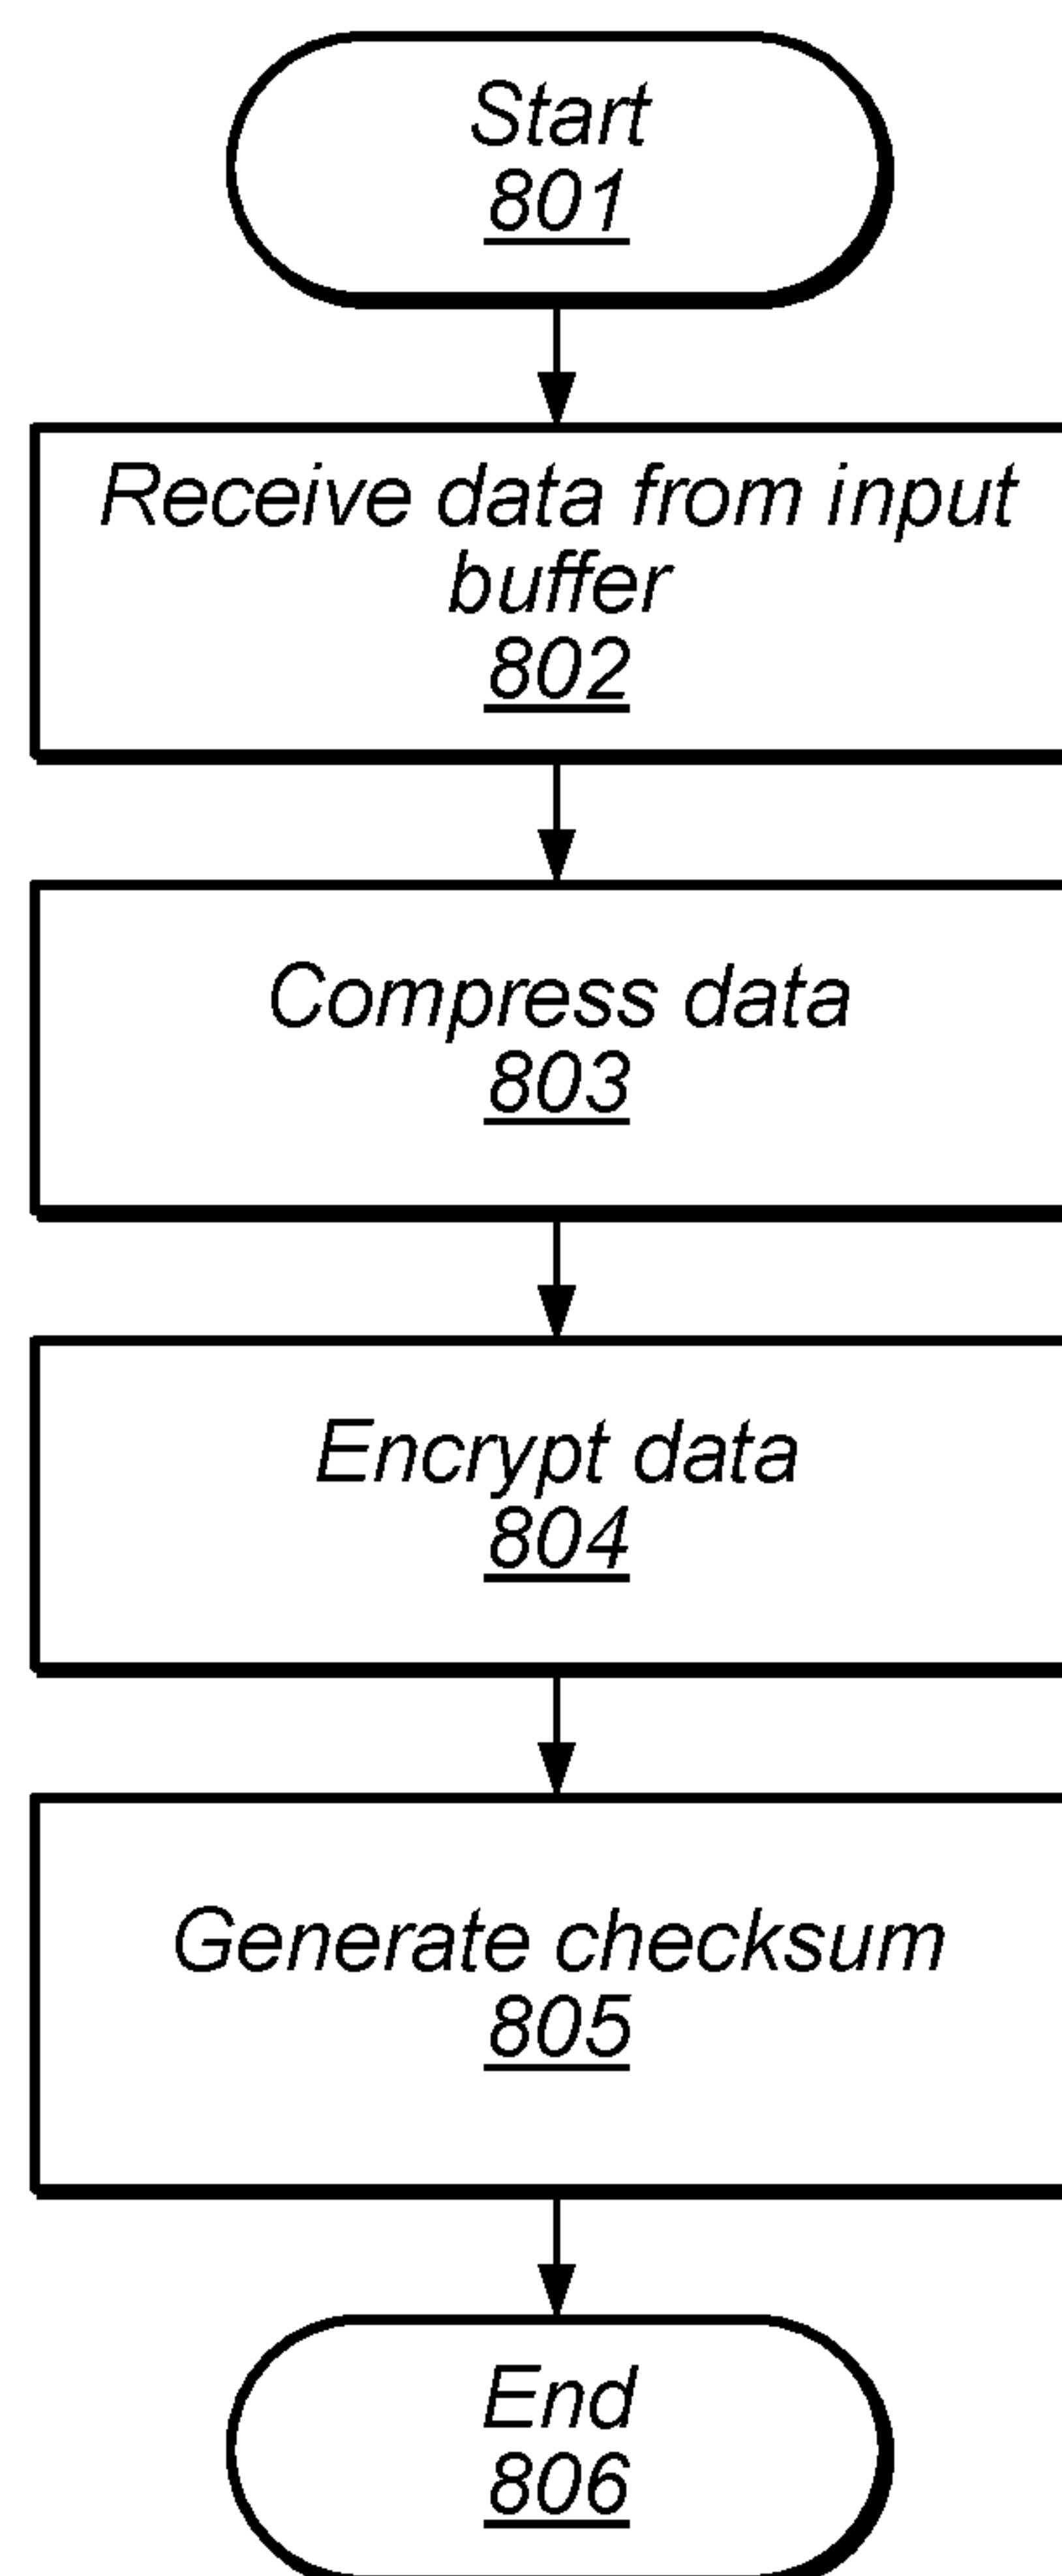 Start
801
Receive data from input
buffer
802
Compress data
803
Encrypt data
804
Generate checksum
805
End
806